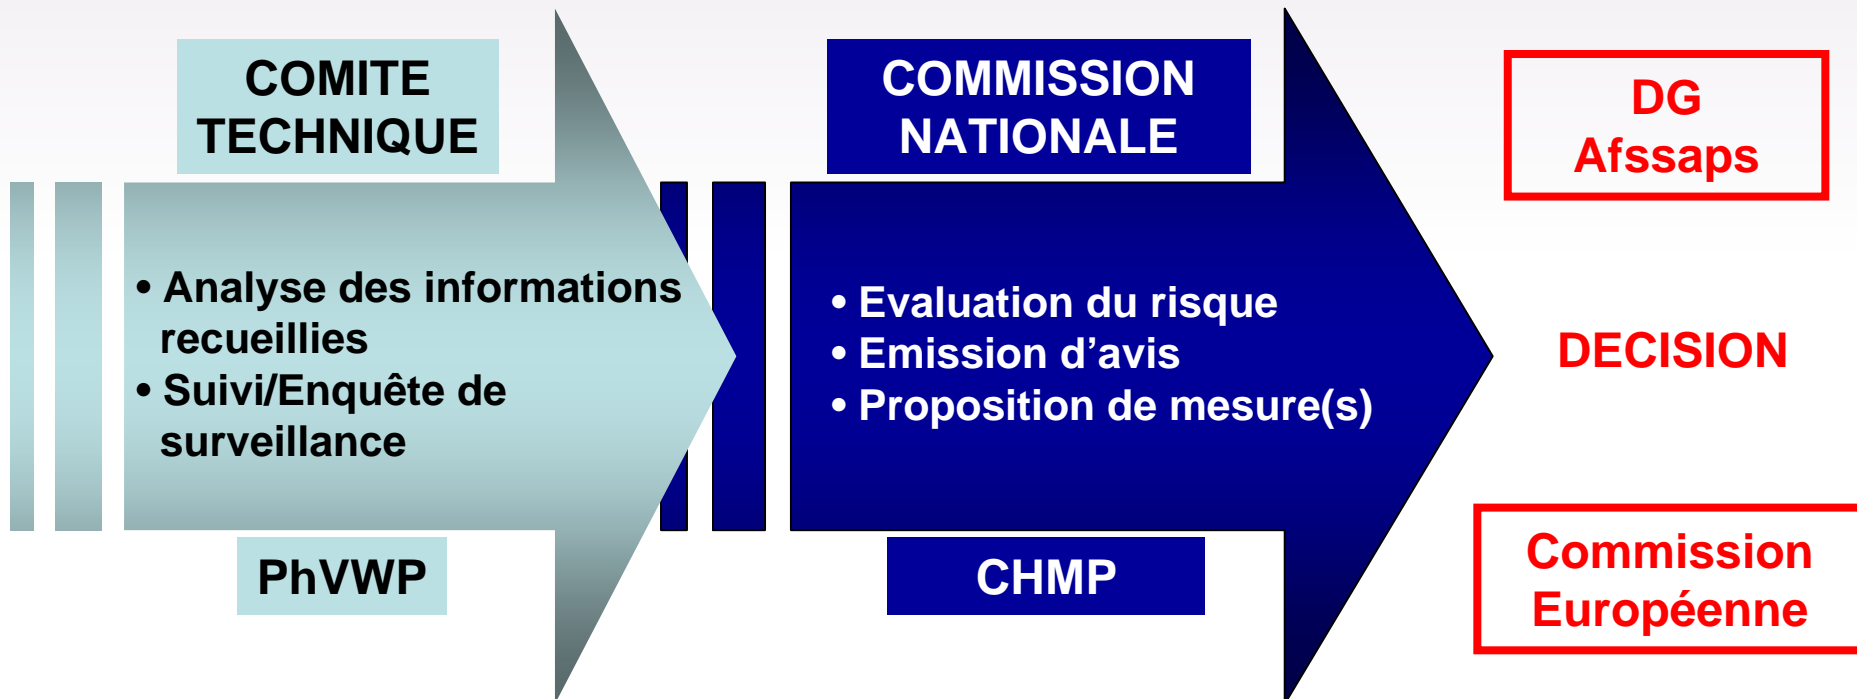 COMITE
TECHNIQUE
• Analyse des informations
recueillies
• Suivi/Enquête de
surveillance
PhVWP
COMMISSION
NATIONALE
• Evaluation du risque
• Emission d’avis
• Proposition de mesure(s)
CHMP
DG
Afssaps
DECISION
Commission
Européenne